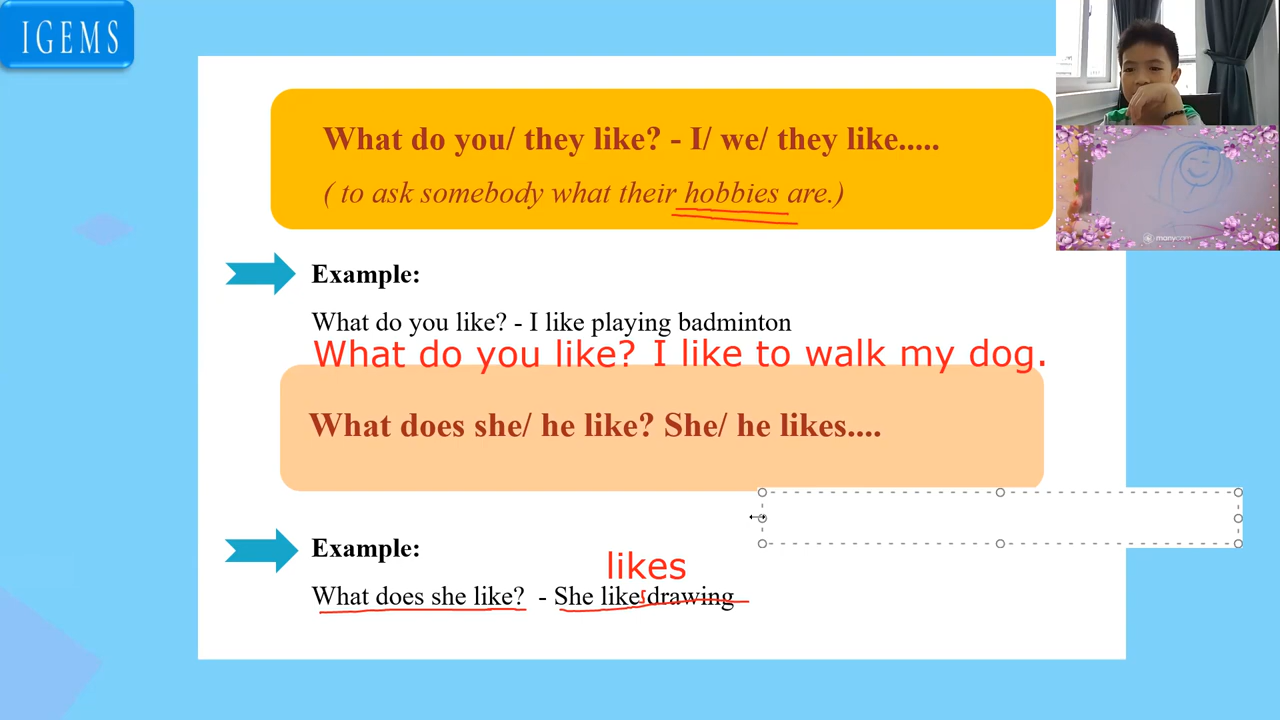 IGEMS
What do you/ they like? - I/ we/ they like.....
( to ask somebody what their hobbies are.)
Example:
What do you like? - I like playing badminton
What do you like? I like to walk my dog.
What does she/ he like? She/ he likes....
Example:
likes
What does she like? - She likes drawing
manycam